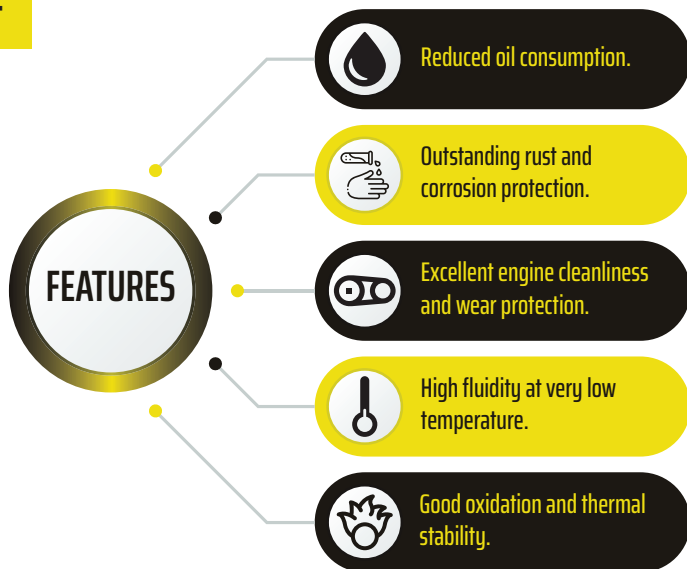 FEATURES
Reduced oil consumption.
Outstanding rust and
corrosion protection.
Excellent engine cleanliness
and wear protection.
High fluidity at very low
temperature.
Good oxidation and thermal
stability.